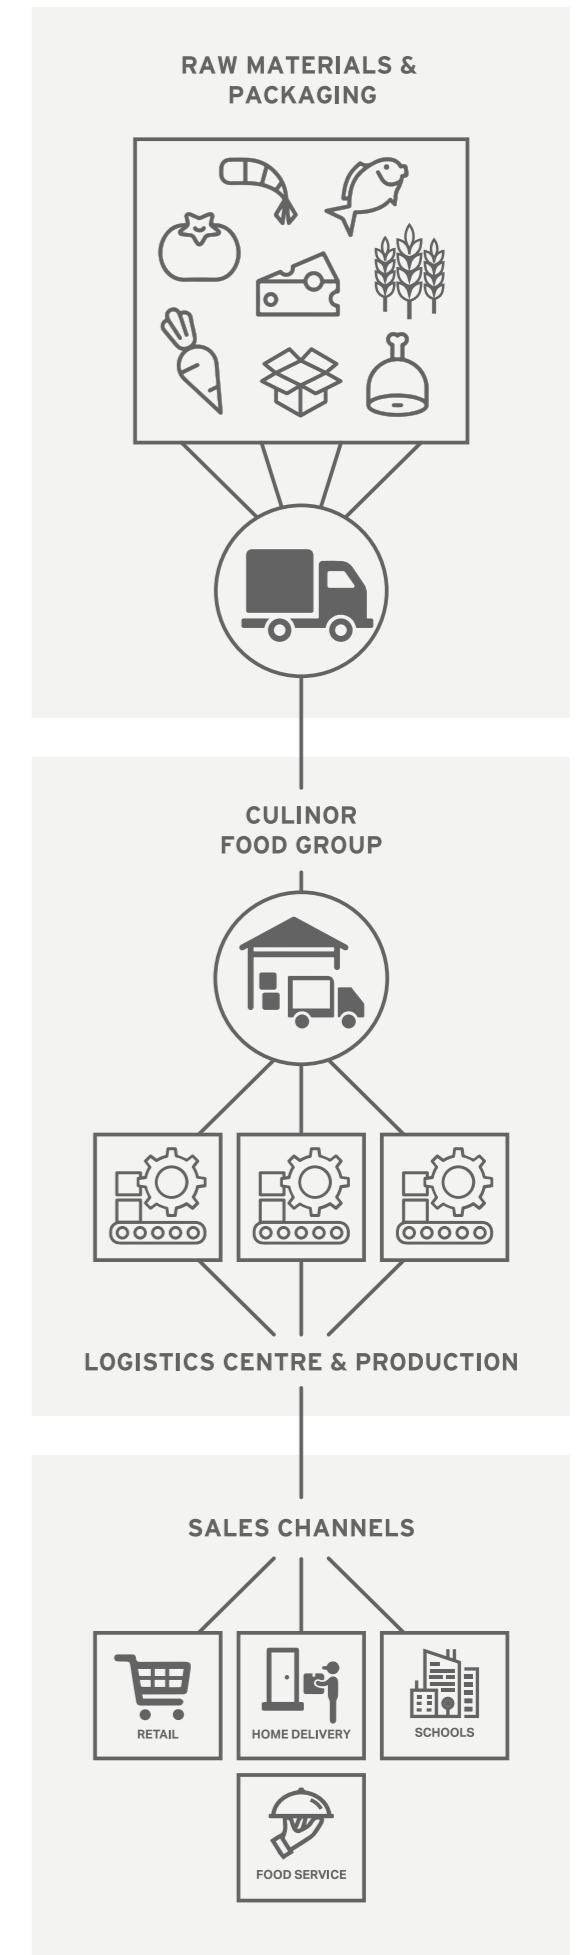 RAW MATERIALS &
PACKAGING
CULINOR
FOOD GROUP
LOGISTICS CENTRE & PRODUCTION
SALES CHANNELS
RETAIL
HOME DELIVERY
SCHOOLS
FOOD SERVICE